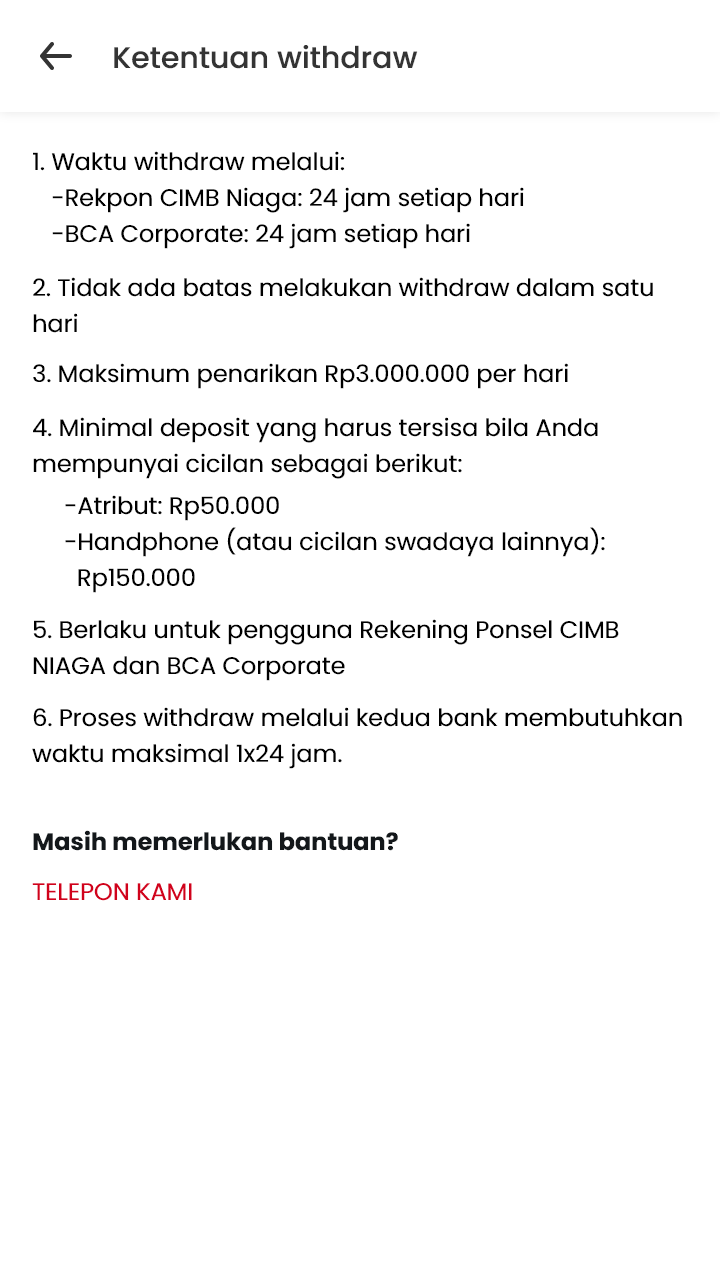 Ketentuan withdraw
1. Waktu withdraw melalui:
-Rekpon CIMB Niaga: 24 jam setiap hari
-BCA Corporate: 24 jam setiap hari
2. Tidak ada batas melakukan withdraw dalam satu
hari
3. Maksimum penarikan Rp3.000.000 per hari
4. Minimal deposit yang harus tersisa bila Anda
mempunyai cicilan sebagai berikut:
-Atribut: Rp50.000
-Handphone (atau cicilan swadaya lainnya):
Rp150.000
5. Berlaku untuk pengguna Rekening Ponsel CIMB
NIAGA dan BCA Corporate
6. Proses withdraw melalui kedua bank membutuhkan
waktu maksimal 1x24 jam.
Masih memerlukan bantuan?
TELEPON KAMI